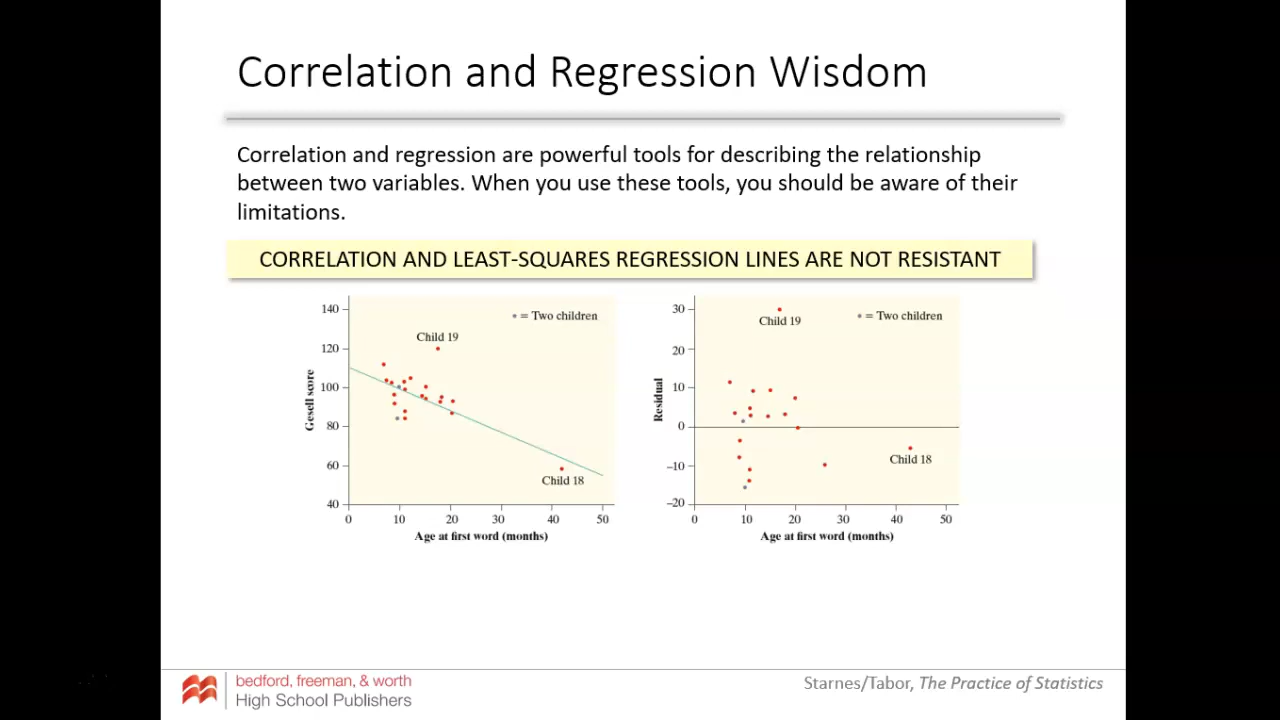 Correlation and Regression Wisdom
Correlation and regression are powerful tools for describing the relationship
between two variables. When you use these tools, you should be aware of their
limitations.
CORRELATION AND LEAST-SQUARES REGRESSION LINES ARE NOT RESISTANT
140
120
100
80
60
40
0
10
20
30
40
50
Gesell score
Age at first word (months)
• = Two children
Child 19
Child 18
30
20
10
0
−10
−20
0
10
20
30
40
50
Residual
Age at first word (months)
• = Two children
Child 19
Child 18
bedford, freeman, & worth
High School Publishers
Starnes/Tabor, The Practice of Statistics